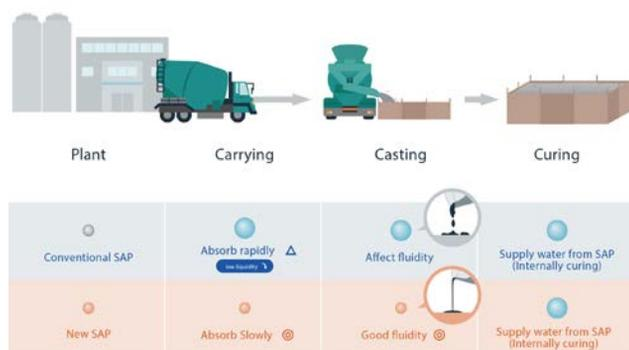 Plant
Carrying
Casting
Curing
Conventional SAP
Absorb rapidly
low liquidity
Affect fluidity
Supply water from SAP
(Internally curing)
New SAP
Absorb Slowly
Good fluidity
Supply water from SAP
(Internally curing)